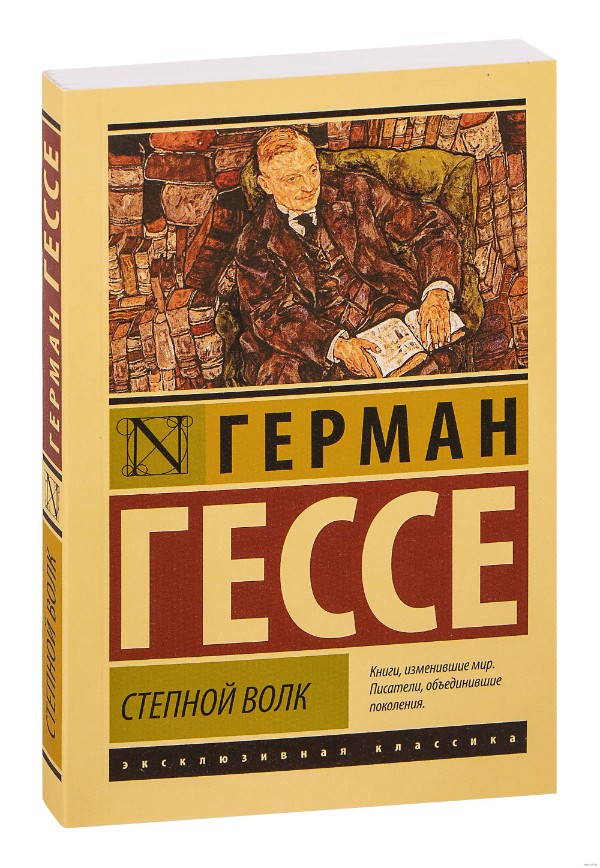 ГЕРМАН ГЕССЕ
N
СТЕПНОЙ ВОЛК
N
ГЕРМАН
ГЕССЕ
СТЕПНОЙ ВОЛК
Книги, изменившие мир.
Писатели, объединившие
поколения.
эксклюзивная классика